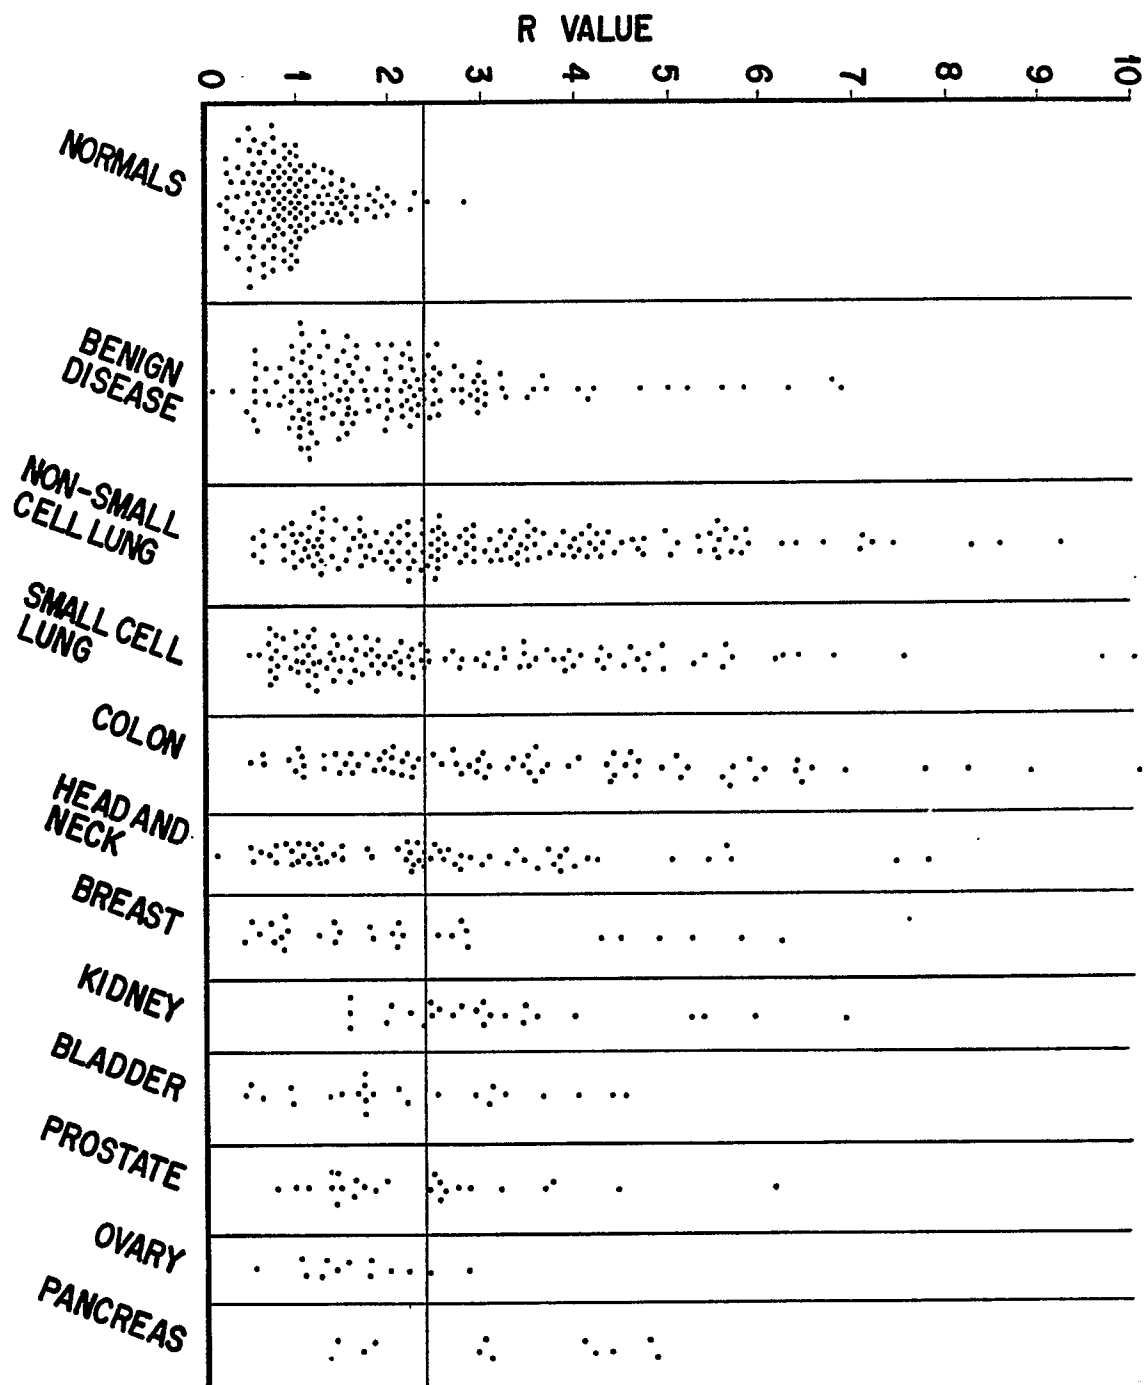 R VALUE
0 1 2 3 4 5 6 7 8 9 10
NORMALS
BENIGN
DISEASE
NON-SMALL
CELL LUNG
SMALL CELL
LUNG
COLON
HEAD AND
NECK
BREAST
KIDNEY
BLADDER
PROSTATE
OVARY
PANCREAS